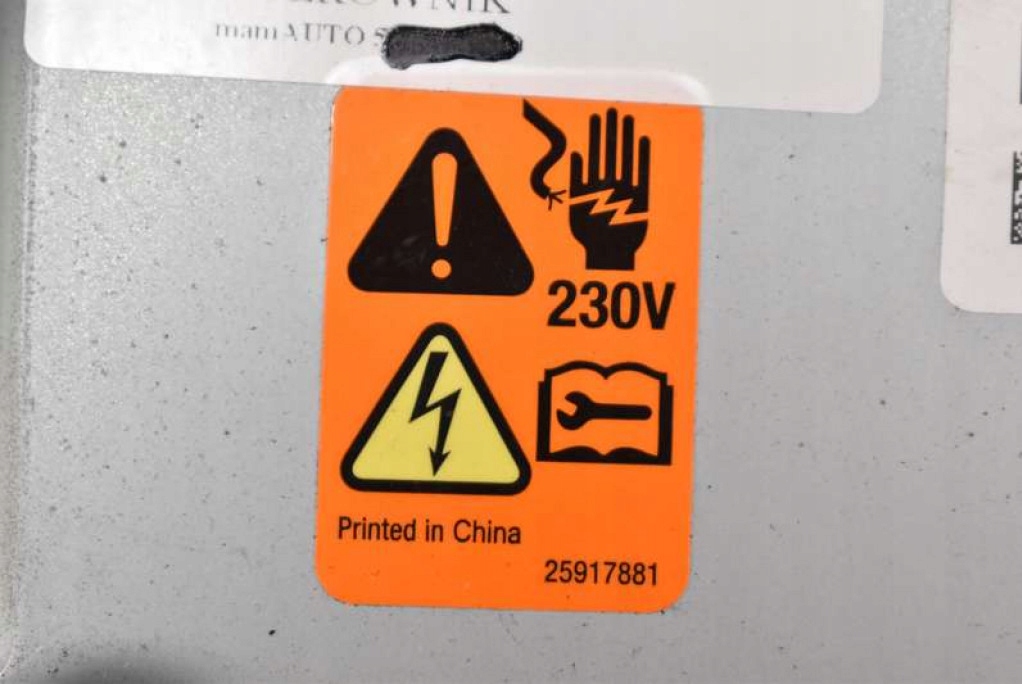 mamAUTO
230V
Printed in China
25917881